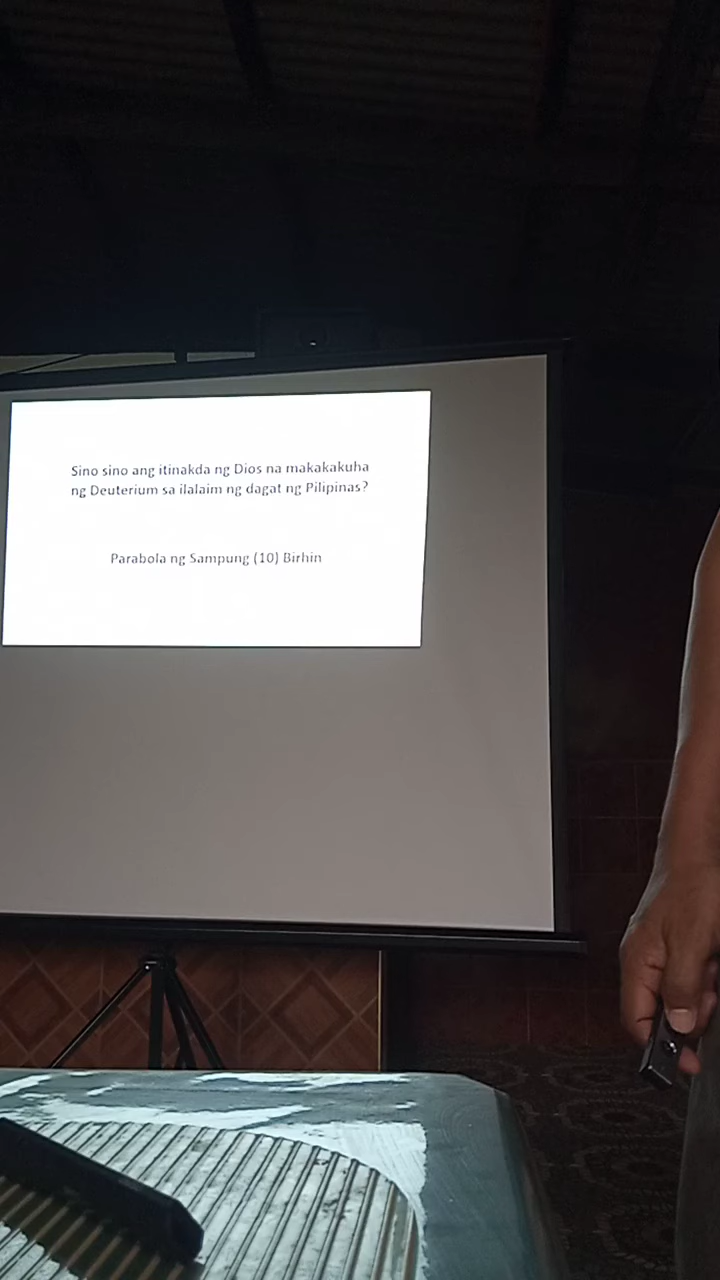 Sino sino ang itinakda ng Dios na makakakuha
ng Deuterium sa ilalaim ng dagat ng Pilipinas?
Parabola ng Sampung (10) Birhin